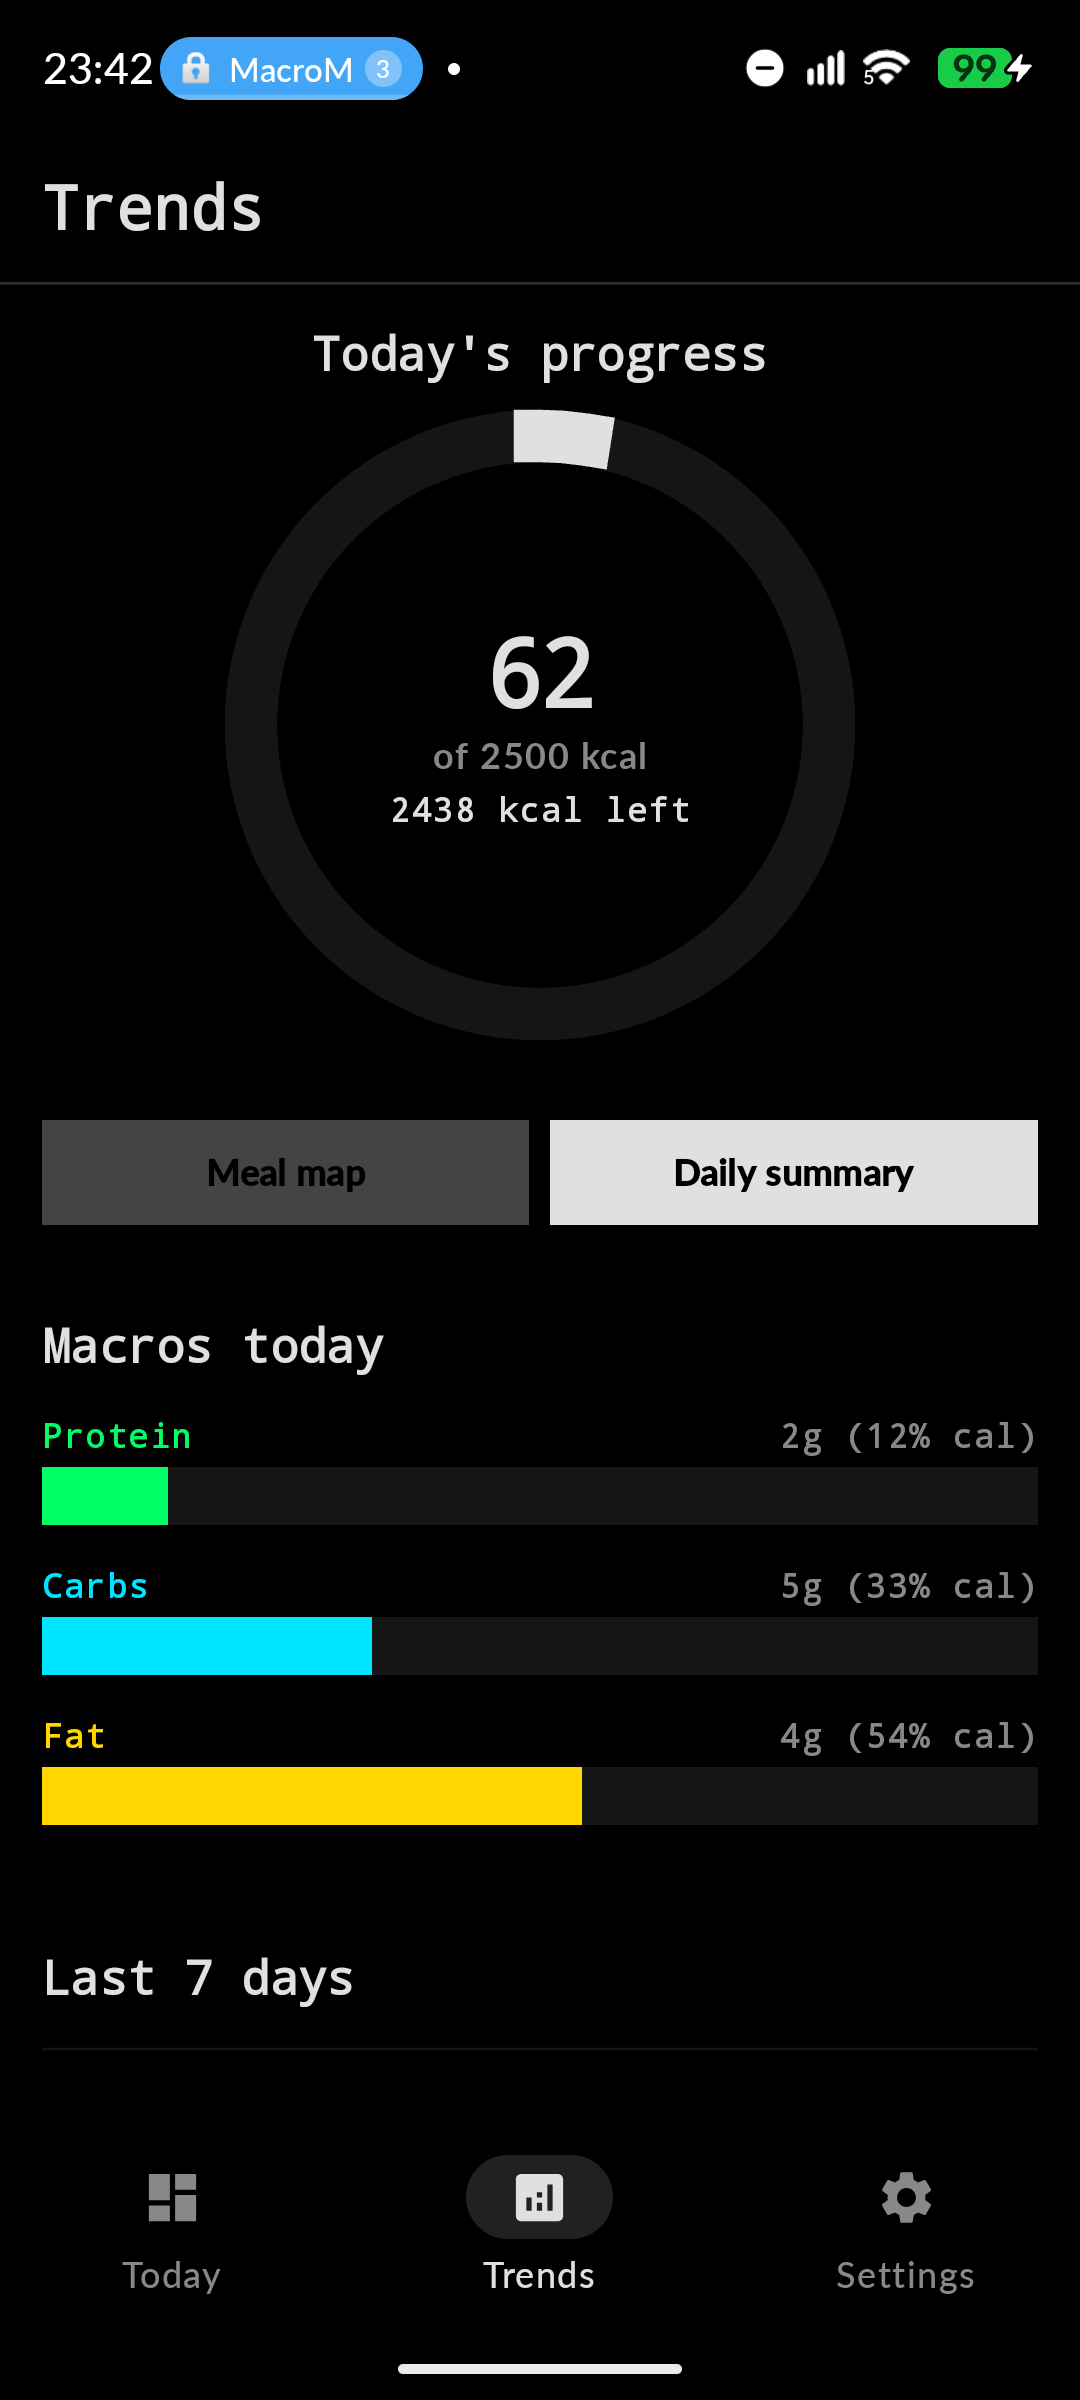 23:42 MacroM 3 5 99
Trends
Today's progress
62
of 2500 kcal
2438 kcal left
Meal map Daily summary
Macros today
Protein 2g (12% cal)
Carbs 5g (33% cal)
Fat 4g (54% cal)
Last 7 days
Today Trends Settings